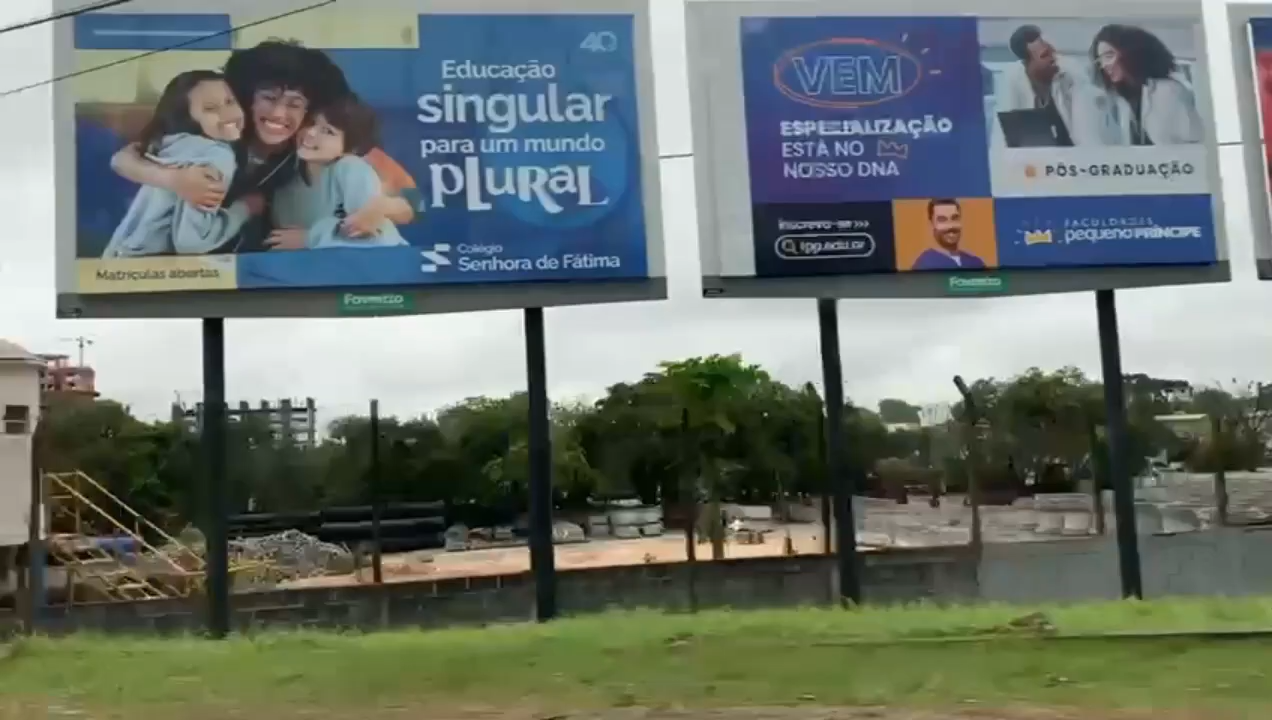 40
Educação
singular
para um mundo
PLURAL
Colégio
Senhora de Fátima
Matrículas abertas
Favretto
VEM
ESPECIALIZAÇÃO
ESTÁ NO
NOSSO DNA
PÓS-GRADUAÇÃO
INSCREVA-SE >>>
fpp.edu.br
FACULDADES
pequeno PRÍNCIPE
Favretto